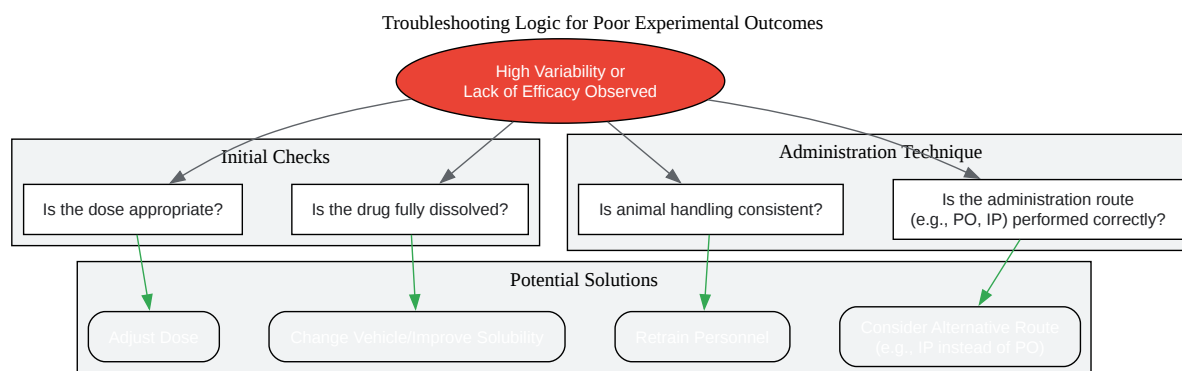 Troubleshooting Logic for Poor Experimental Outcomes
High Variability or
Lack of Efficacy Observed
Initial Checks
Administration Technique
Is the dose appropriate?
Is the drug fully dissolved?
Is animal handling consistent?
Is the administration route
(e.g., PO, IP) performed correctly?
Potential Solutions
Adjust Dose
Change Vehicle/Improve Solubility
Retrain Personnel
Consider Alternative Route
(e.g., IP instead of PO)